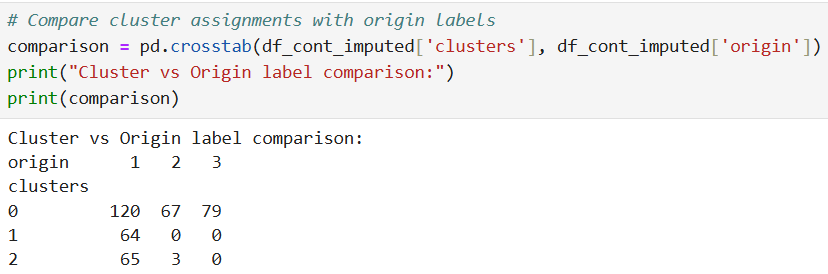 # Compare cluster assignments with origin labels
comparison = pd.crosstab(df_cont_imputed['clusters'], df_cont_imputed['origin'])
print("Cluster vs Origin label comparison:")
print(comparison)
Cluster vs Origin label comparison:
origin      1   2   3
clusters
0         120  67  79
1          64   0   0
2          65   3   0